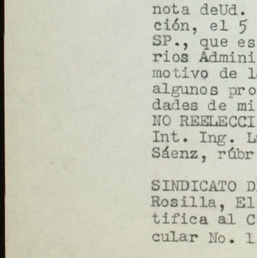 nota deUd.
ción, el 5
SP., que es
rios Admini
motivo de l
algunos pro
dades de mi
NO REELECCI
Int. Ing. L
Sáenz, rúbr
SINDICATO D
Rosilla, El
tifica al C
cular No. 1